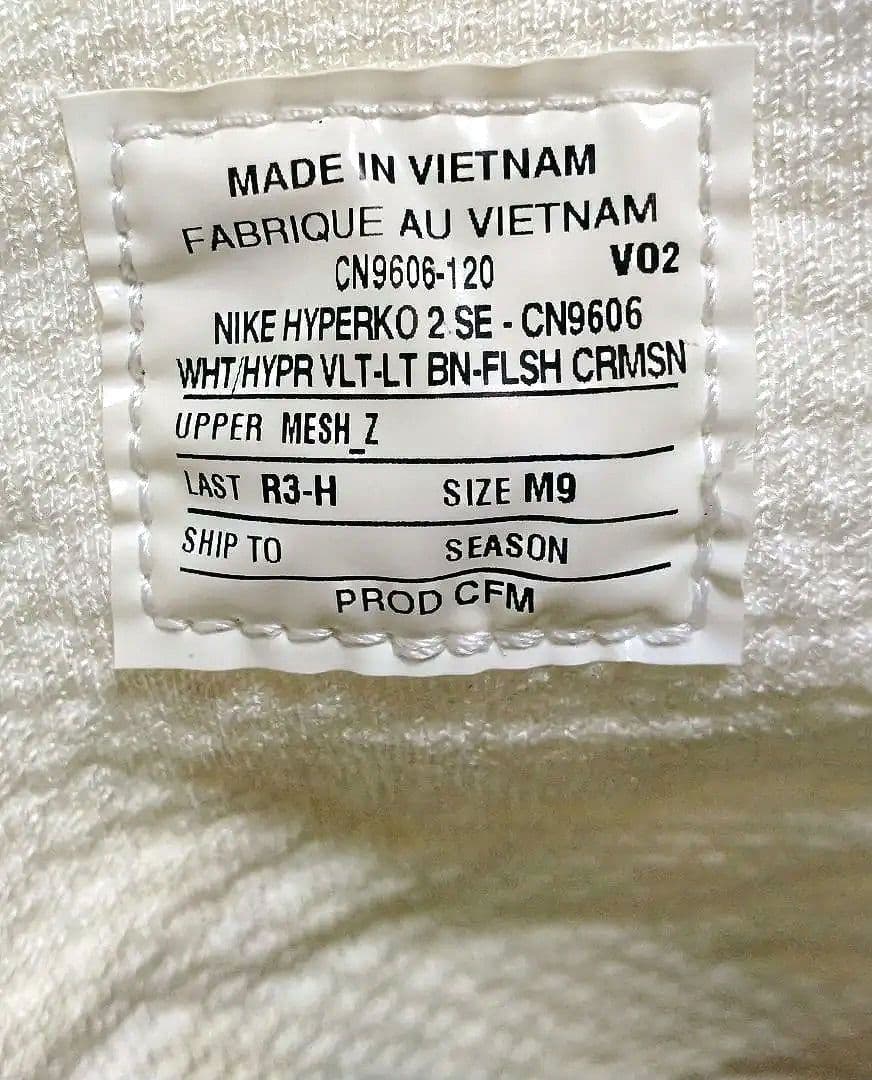 MADE IN VIETNAM
FABRIQUE AU VIETNAM
CN9606-120 V02
NIKE HYPERKO 2 SE - CN9606
WHT/HYPR VLT-LT BN-FLSH CRMSN
UPPER MESH_Z
LAST R3-H SIZE M9
SHIP TO SEASON
PROD CFM